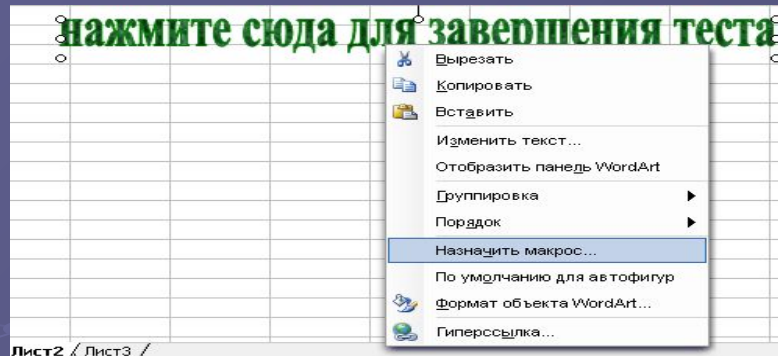 нажмите сюда для завершения теста
Вырезать
Копировать
Вставить
Изменить текст...
Отобразить панель WordArt
Группировка
Порядок
Назначить макрос...
По умолчанию для автофигур
Формат объекта WordArt...
Гиперссылка...
Лист2 / Лист3 /